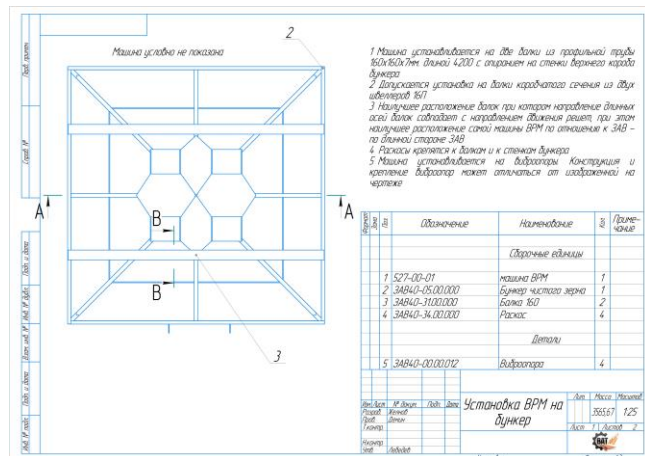 2
Машина условно не показана
1 Машина устанавливается на две балки из профильной трубы
160х160х7мм. длиной 4200 с опиранием на стенки верхнего короба
бункера
2 Допускается установка на балки коробчатого сечения из двух
швеллеров 16П
3 Наилучшее расположение балок при котором направление длинных
осей балок совпадает с направлением движения решет, при этом
наилучшее расположение самой машины ВРМ по отношению к ЗАВ –
по длинной стороне ЗАВ
4 Раскосы крепятся к балкам и к стенкам бункера
5 Машина устанавливается на виброопоры Конструкция и
крепление виброопор может отличаться от изображенной на
чертеже
А А
В
В
3
Формат Зона Поз Обозначение Наименование Кол Приме-
чание
Сборочные единицы
1 527-00-01 машина ВРМ 1
2 ЗАВ40-05.00.000 Бункер чистого зерна 1
3 ЗАВ40-31.00.000 Балка 160 2
4 ЗАВ40-34.00.000 Раскос 4
Детали
5 ЗАВ40-00.00.012 Виброопора 4
Изм. Лист № докум. Подп. Дата
Разраб.
Пров. Демин
Т.контр.
Н.контр.
Утв. Лебедев
Установка ВРМ на
бункер
Лит Масса Масштаб
3565,67 1:25
Лист 1 Листов 2
Перв. примен.
Справ. №
Подп. и дата
Инв. № дубл.
Взам. инв. №
Подп. и дата
Инв. № подл.